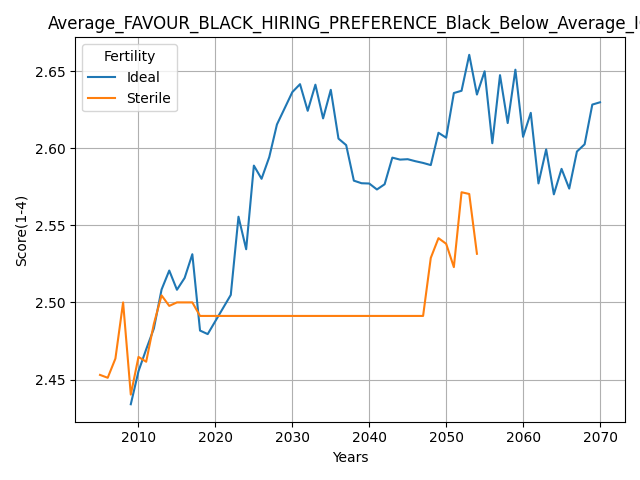 Average_FAVOUR_BLACK_HIRING_PREFERENCE_Black_Below_Average_I
Fertility
Ideal
Sterile
Score(1-4)
2.65
2.60
2.55
2.50
2.45
2010 2020 2030 2040 2050 2060 2070
Years